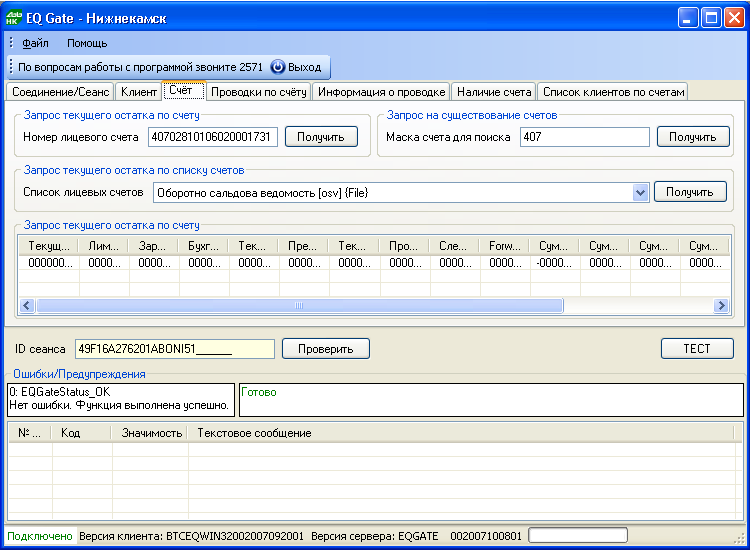 EQ Gate - Нижнекамск
Файл Помощь
По вопросам работы с программой звоните 2571 Выход
Соединение/Сеанс Клиент Счёт Проводки по счёту Информация о проводке Наличие счета Список клиентов по счетам
Запрос текущего остатка по счету Запрос на существование счетов
Номер лицевого счета 40702810106020001731 Получить Маска счета для поиска 407 Получить
Запрос текущего остатка по списку счетов
Список лицевых счетов Оборотно сальдова ведомость [osv] {File} Получить
Запрос текущего остатка по счету
Текущ... Лим... Зар... Бухг... Тек... Пре... Тек... Про... Сле... Forw... Сум... Сум... Сум... Сум...
000000... 0000... 0000... 0000... 0000... 0000... 0000... 0000... 0000... 0000... -0000... 0000... 0000... 0000...
ID сеанса 49F16A276201ABONI51______ Проверить ТЕСТ
Ошибки/Предупреждения
0: EQGateStatus_OK Готово
Нет ошибки. Функция выполнена успешно.
№ ... Код Значимость Текстовое сообщение
Подключено Версия клиента: BTCEQWIN32002007092001 Версия сервера: EQGATE 002007100801